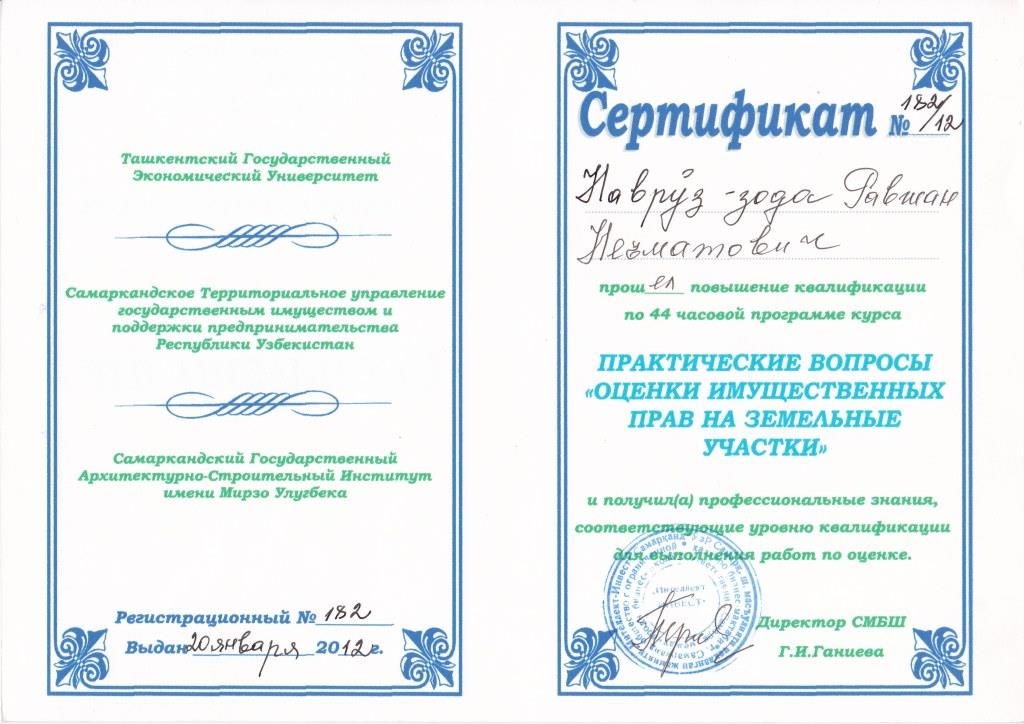 Ташкентский Государственный
Экономический Университет
Самаркандское Территориальное управление
государственным имуществом и
поддержки предпринимательства
Республики Узбекистан
Самаркандский Государственный
Архитектурно-Строительный Институт
имени Мирзо Улугбека
Регистрационный № 182
Выдан 20 января 2012 г.
Сертификат № 182/12
Наврўз-зода Равшан
Негматович
прошел повышение квалификации
по 44 часовой программе курса
ПРАКТИЧЕСКИЕ ВОПРОСЫ
«ОЦЕНКИ ИМУЩЕСТВЕННЫХ
ПРАВ НА ЗЕМЕЛЬНЫЕ
УЧАСТКИ»
и получил(а) профессиональные знания,
соответствующие уровню квалификации
для выполнения работ по оценке.
Директор СМБШ
Г.И.Ганиева